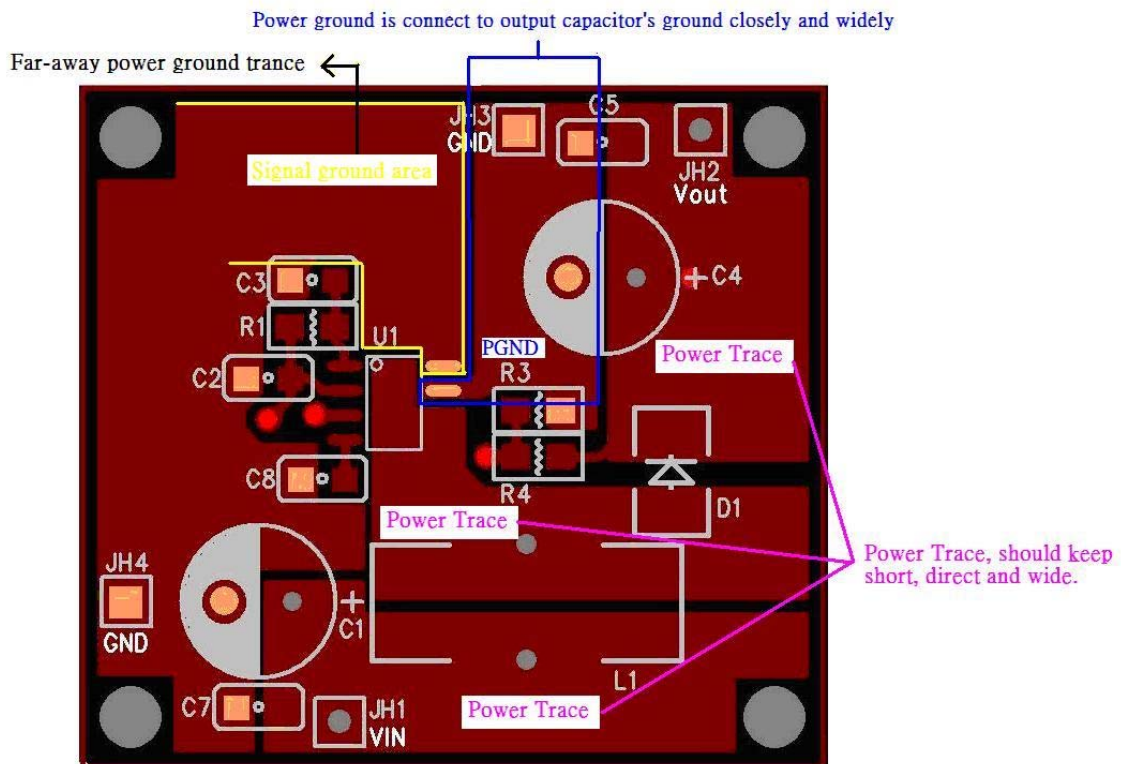 Power ground is connect to output capacitor's ground closely and widely
Far-away power ground trance
JH3
GND
C5
JH2
Vout
Signal ground area
C3
C4
R1
U1
PGND
Power Trace
C2
R3
C8
R4
D1
Power Trace
Power Trace, should keep
short, direct and wide.
JH4
GND
C1
L1
C7
JH1
VIN
Power Trace